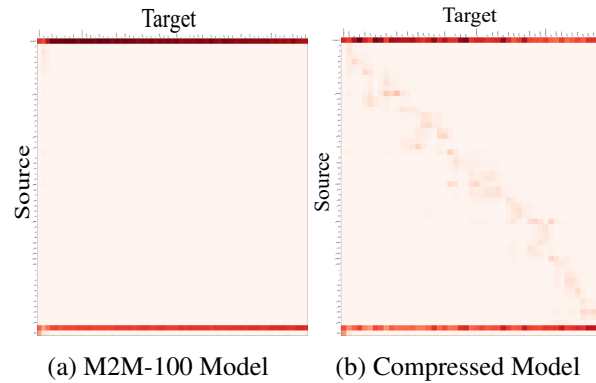 Target
Target
Source
Source
(a) M2M-100 Model
(b) Compressed Model